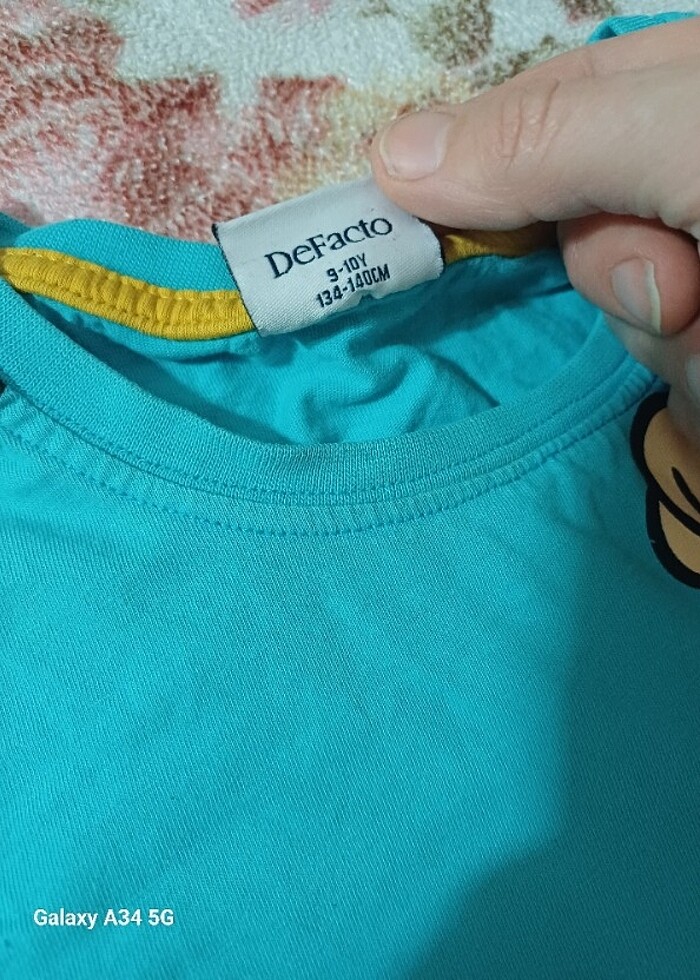 DeFacto
9-10Y
134-140CM
Galaxy A34 5G